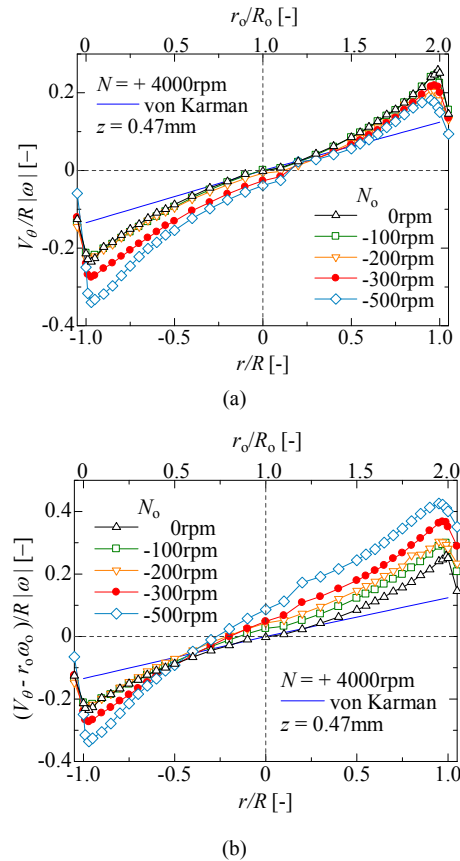 r_o/R_o [-]
0 0.5 1.0 1.5 2.0
N = + 4000rpm
von Karman
z = 0.47mm
V_θ/R |ω| [-]
0.2
0
-0.2
-0.4
N_o
0rpm
-100rpm
-200rpm
-300rpm
-500rpm
-1.0 -0.5 0 0.5 1.0
r/R [-]
(a)
r_o/R_o [-]
0 0.5 1.0 1.5 2.0
N_o
0rpm
-100rpm
-200rpm
-300rpm
-500rpm
(V_θ - r_oω_o)/R |ω| [-]
0.4
0.2
0
-0.2
-0.4
N = + 4000rpm
von Karman
z = 0.47mm
-1.0 -0.5 0 0.5 1.0
r/R [-]
(b)